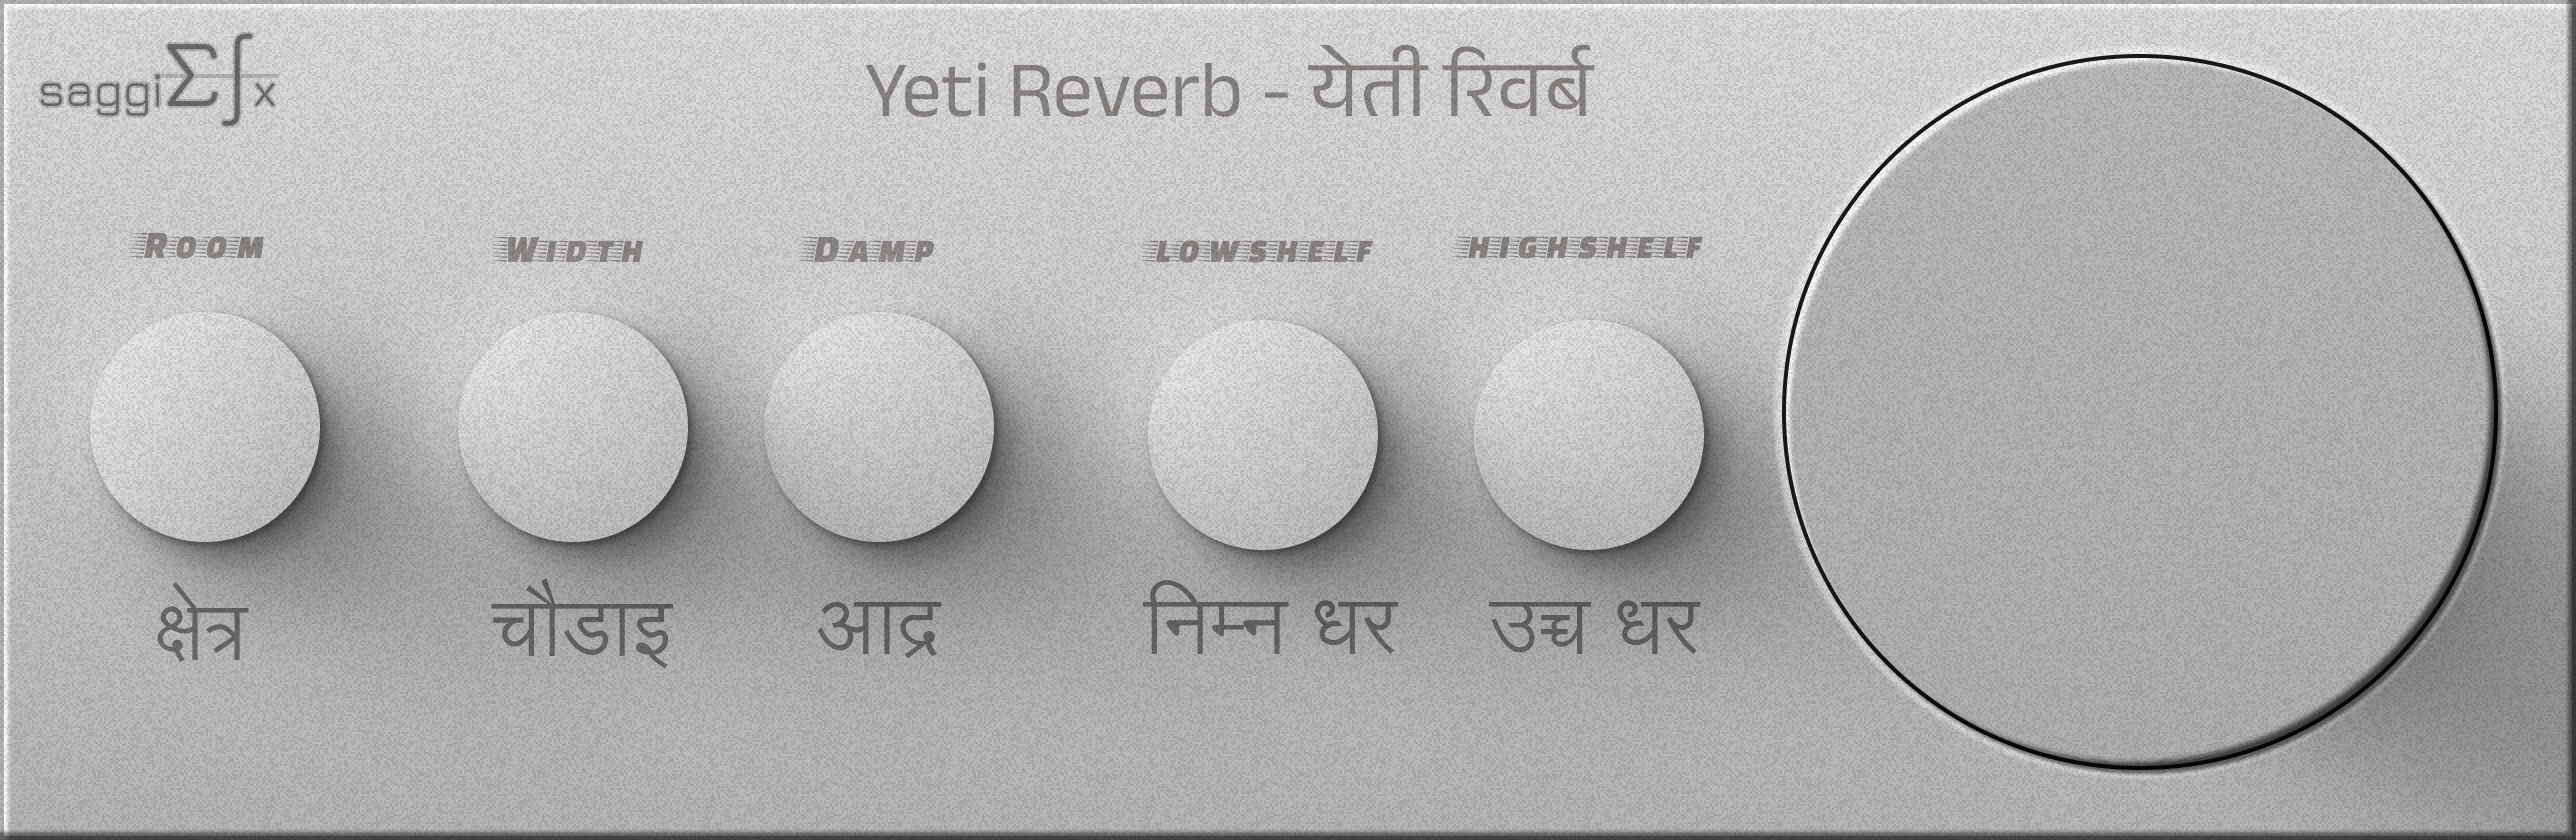 saggiΣ∫x
Yeti Reverb - येती रिवर्ब
Room Width Damp LOWSHELF HIGHSHELF
क्षेत्र चौडाइ आद्र निम्न धर उच्च धर